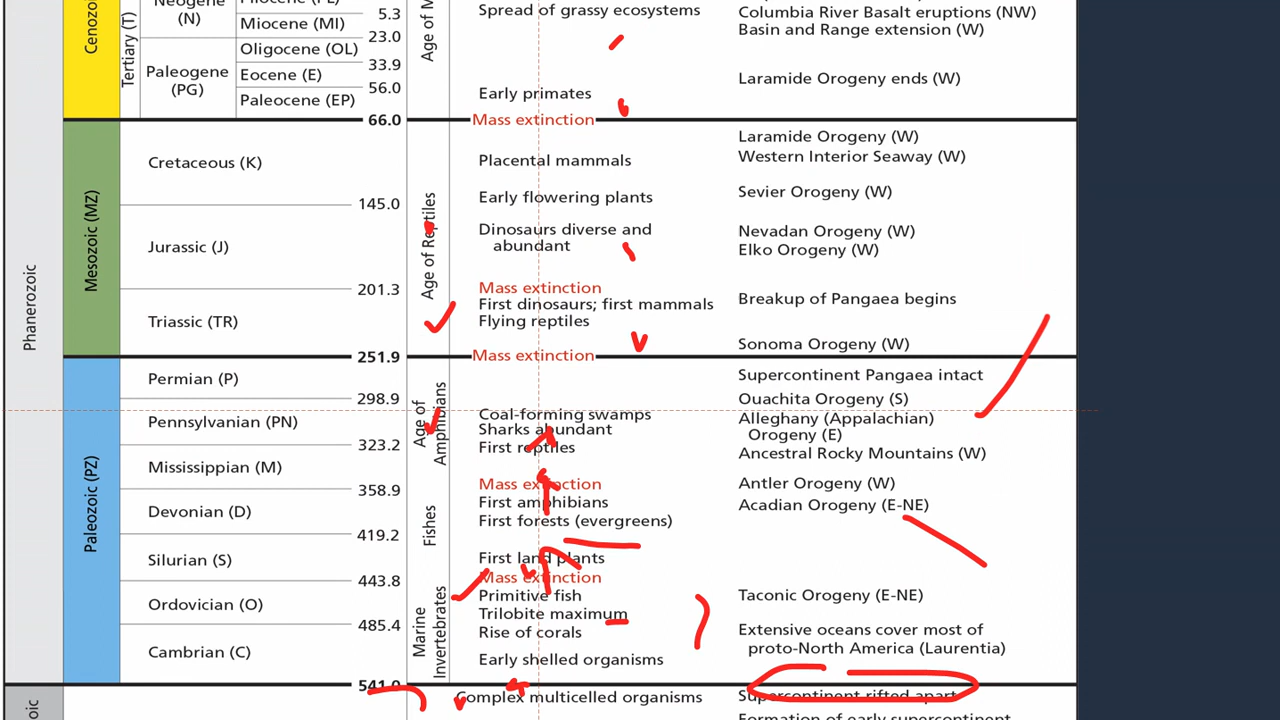 Cenozo
Tertiary (T)
Neogene
(N)
Miocene (MI)
Oligocene (OL)
Paleogene
(PG)
Eocene (E)
Paleocene (EP)
5.3
23.0
33.9
56.0
66.0
Age of M
Spread of grassy ecosystems
Early primates
Mass extinction
Columbia River Basalt eruptions (NW)
Basin and Range extension (W)
Laramide Orogeny ends (W)
Phanerozoic
Mesozoic (MZ)
Cretaceous (K)
145.0
Jurassic (J)
201.3
Triassic (TR)
251.9
Age of Reptiles
Placental mammals
Early flowering plants
Dinosaurs diverse and
abundant
Mass extinction
First dinosaurs; first mammals
Flying reptiles
Mass extinction
Laramide Orogeny (W)
Western Interior Seaway (W)
Sevier Orogeny (W)
Nevadan Orogeny (W)
Elko Orogeny (W)
Breakup of Pangaea begins
Sonoma Orogeny (W)
Paleozoic (PZ)
Permian (P)
298.9
Pennsylvanian (PN)
323.2
Mississippian (M)
358.9
Devonian (D)
419.2
Silurian (S)
443.8
Ordovician (O)
485.4
Cambrian (C)
541.0
Age of
Amphibians
Fishes
Marine
Invertebrates
Coal-forming swamps
Sharks abundant
First reptiles
Mass extinction
First amphibians
First forests (evergreens)
First land plants
Mass extinction
Primitive fish
Trilobite maximum
Rise of corals
Early shelled organisms
Complex multicelled organisms
Supercontinent Pangaea intact
Ouachita Orogeny (S)
Alleghany (Appalachian)
Orogeny (E)
Ancestral Rocky Mountains (W)
Antler Orogeny (W)
Acadian Orogeny (E-NE)
Taconic Orogeny (E-NE)
Extensive oceans cover most of
proto-North America (Laurentia)
Supercontinent rifted apart
Formation of early supercontinent
oic